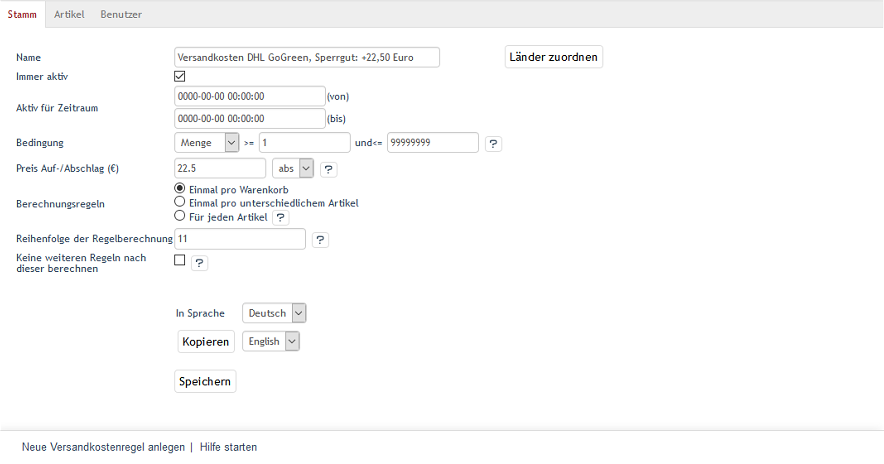 Stamm Artikel Benutzer
Name Versandkosten DHL GoGreen, Sperrgut: +22,50 Euro Länder zuordnen
Immer aktiv
Aktiv für Zeitraum
0000-00-00 00:00:00 (von)
0000-00-00 00:00:00 (bis)
Bedingung Menge >= 1 und<= 99999999 ?
Preis Auf-/Abschlag (€) 22.5 abs ?
Berechnungsregeln
Einmal pro Warenkorb
Einmal pro unterschiedlichem Artikel
Für jeden Artikel ?
Reihenfolge der Regelberechnung 11 ?
Keine weiteren Regeln nach
dieser berechnen ?
In Sprache Deutsch
Kopieren English
Speichern
Neue Versandkostenregel anlegen | Hilfe starten